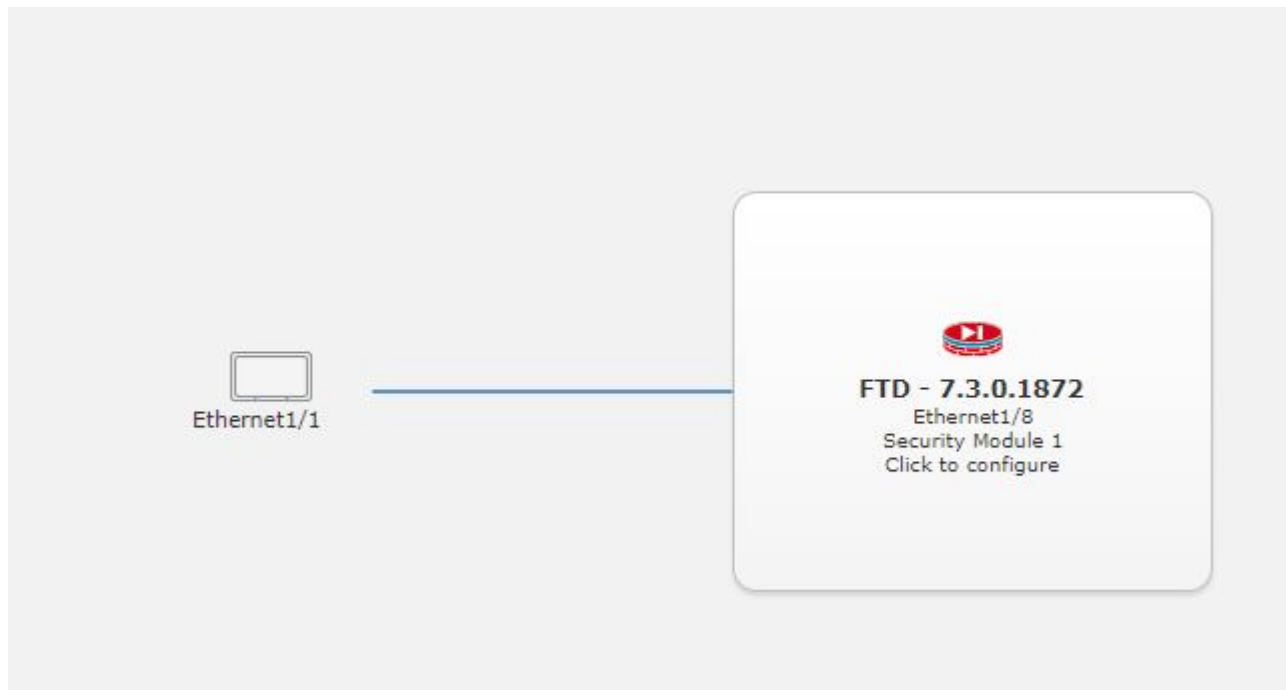 Ethernet1/1
FTD - 7.3.0.1872
Ethernet1/8
Security Module 1
Click to configure